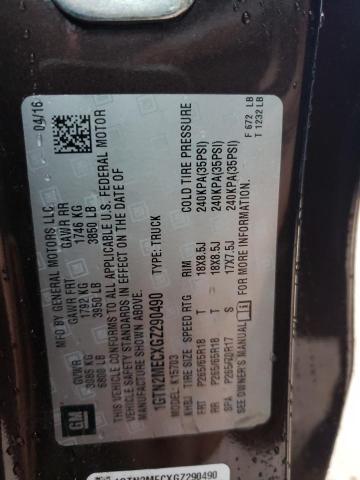 GM
MFD BY GENERAL MOTORS LLC
04/16
GVWR GAWR FRT GAWR RR
3085 KG 1792 KG 1746 KG
6800 LB 3950 LB 3850 LB
THIS VEHICLE CONFORMS TO ALL APPLICABLE U.S. FEDERAL MOTOR
VEHICLE SAFETY STANDARDS IN EFFECT ON THE DATE OF
MANUFACTURE SHOWN ABOVE.
1GTN2MECXGZ290490
TYPE: TRUCK
MODEL: K15703
TIRE SIZE SPEED RTG RIM COLD TIRE PRESSURE
FRT P265/65R18 T 18X8.5J 240KPA(35PSI)
RR P265/65R18 T 18X8.5J 240KPA(35PSI)
SPA P265/70R17 S 17X7.5J 240KPA(35PSI)
SEE OWNER MANUAL FOR ADDITIONAL INFORMATION
F 672 LB
T 1232 LB
1GTN2MECXGZ290490